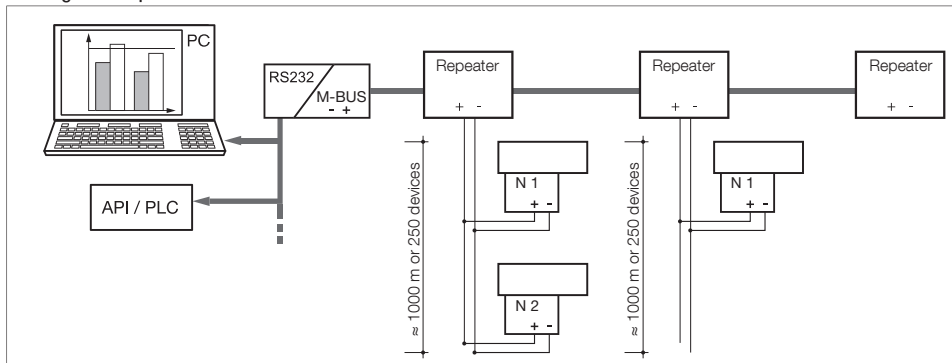 PC
RS232
M-BUS
- +
API / PLC
Repeater
+ -
≈ 1000 m or 250 devices
N 1
+ -
N 2
+ -
Repeater
+ -
≈ 1000 m or 250 devices
N 1
+ -
Repeater
+ -